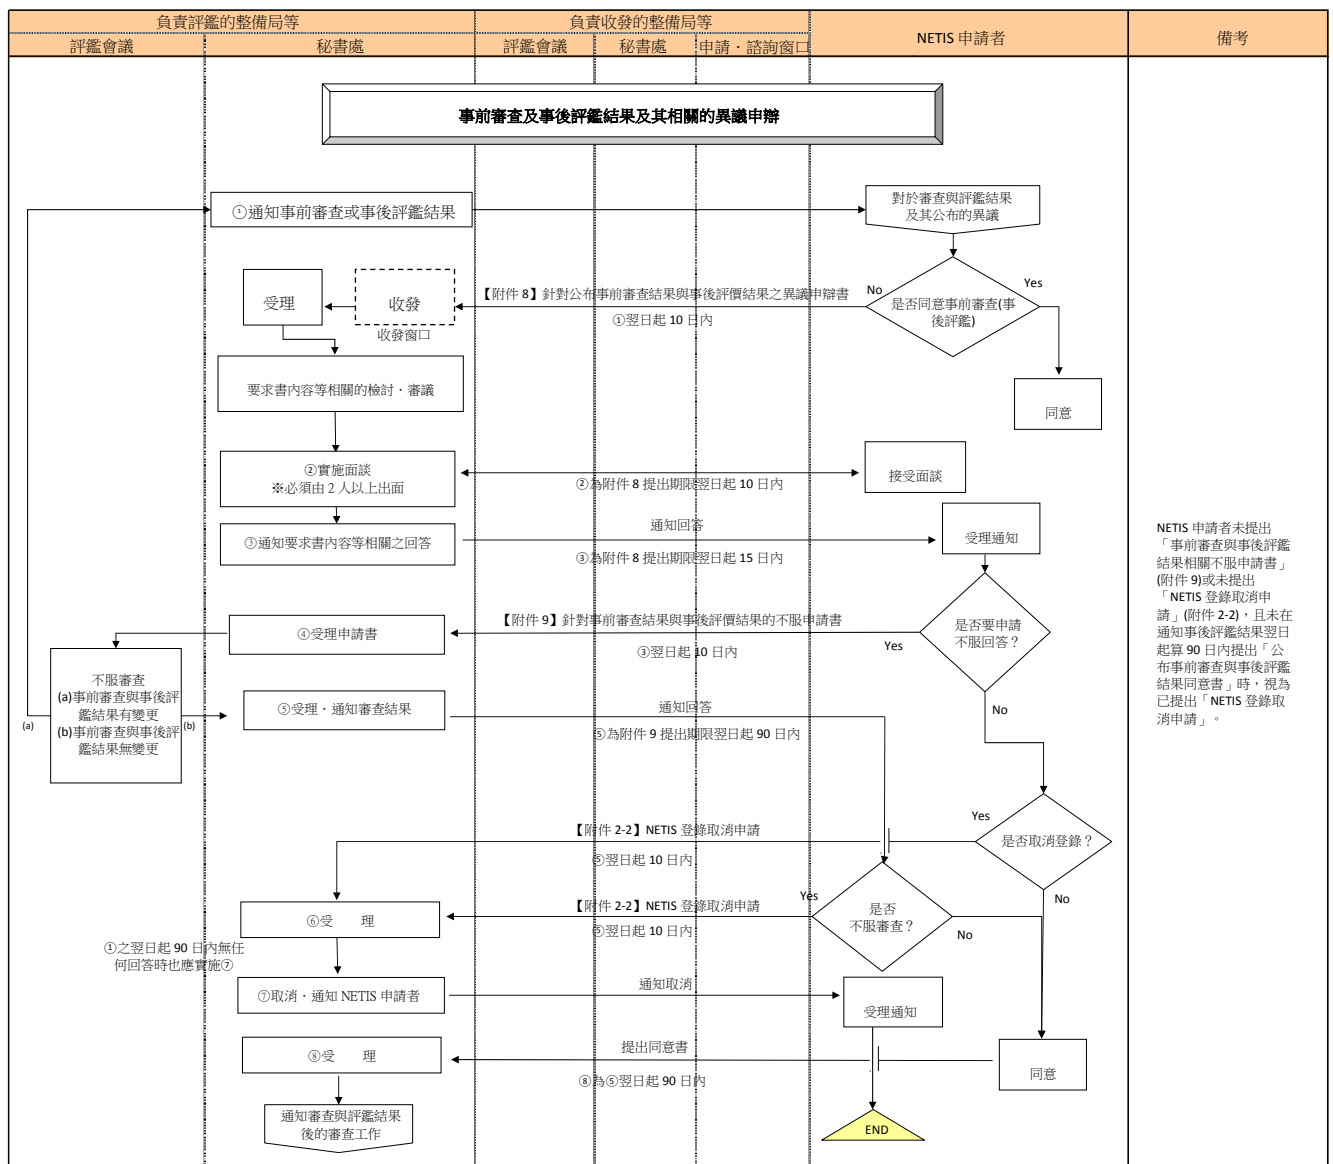 負責評鑑的整備局等
負責收發的整備局等
NETIS 申請者
備考
評鑑會議
秘書處
評鑑會議
秘書處
申請・諮詢窗口
事前審查及事後評鑑結果及其相關的異議申辯
①通知事前審查或事後評鑑結果
對於審查與評鑑結果
及其公布的異議
受理
收發
收發窗口
【附件 8】針對公布事前審查結果與事後評價結果之異議申辯書
①翌日起 10 日內
No
Yes
是否同意事前審查(事
後評鑑)
要求書內容等相關的檢討・審議
同意
②實施面談
※必須由 2 人以上出面
②為附件 8 提出期限翌日起 10 日內
接受面談
③通知要求書內容等相關之回答
通知回答
③為附件 8 提出期限翌日起 15 日內
受理通知
NETIS 申請者未提出
「事前審查與事後評鑑
結果相關不服申請書」
(附件 9)或未提出
「NETIS 登錄取消申
請」(附件 2-2)，且未在
通知事後評鑑結果翌日
起算 90 日內提出「公
布事前審查與事後評鑑
結果同意書」時，視為
已提出「NETIS 登錄取
消申請」。
④受理申請書
【附件 9】針對事前審查結果與事後評價結果的不服申請書
③翌日起 10 日內
Yes
是否要申請
不服回答？
No
不服審查
(a)事前審查與事後評
鑑結果有變更
(b)事前審查與事後評
鑑結果無變更
(a)
(b)
⑤受理・通知審查結果
通知回答
⑤為附件 9 提出期限翌日起 90 日內
【附件 2-2】NETIS 登錄取消申請
⑤翌日起 10 日內
Yes
是否取消登錄？
No
⑥受　　理
【附件 2-2】NETIS 登錄取消申請
⑤翌日起 10 日內
Yes
是否
不服審查？
No
①之翌日起 90 日內無任
何回答時也應實施⑦
⑦取消・通知 NETIS 申請者
通知取消
受理通知
⑧受　　理
提出同意書
⑧為⑤翌日起 90 日內
同意
通知審查與評鑑結果
後的審查工作
END